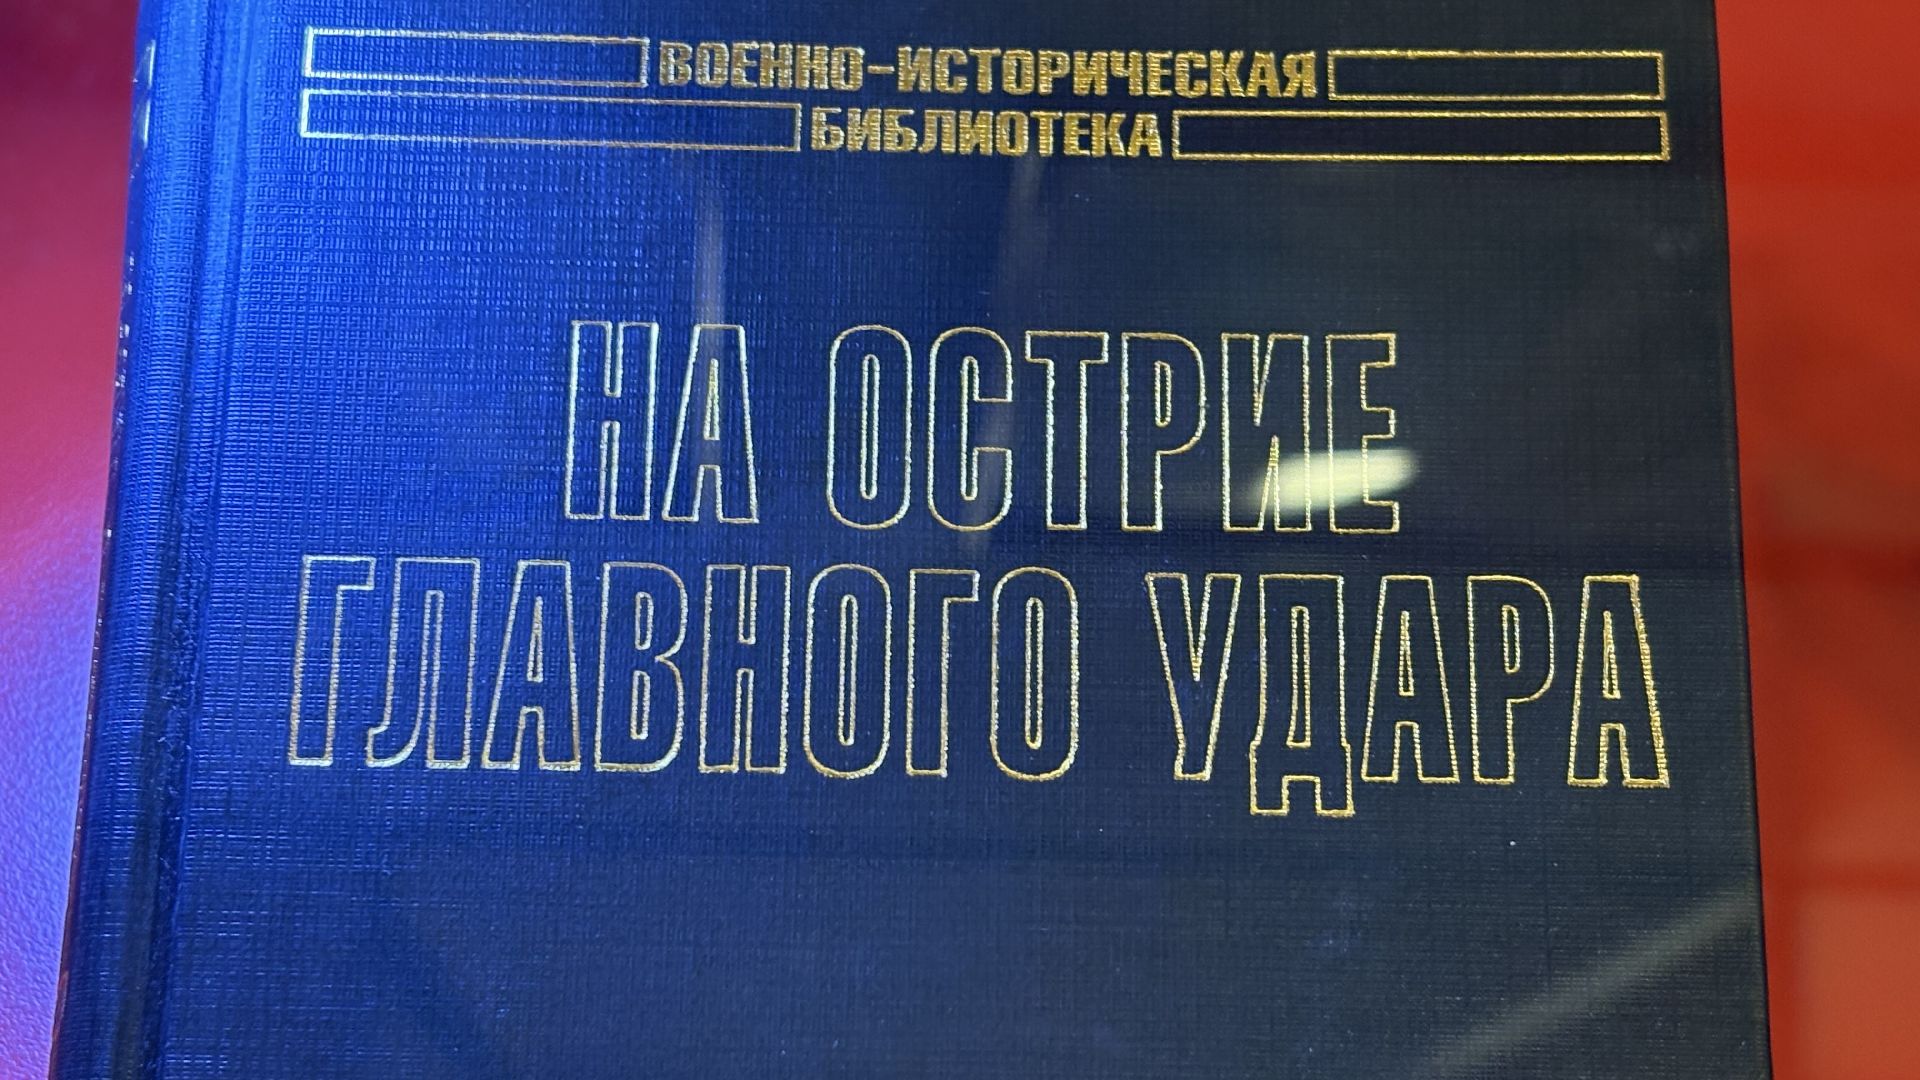 ВОЕННО-ИСТОРИЧЕСКАЯ
БИБЛИОТЕКА
НА ОСТРИЕ
ГЛАВНОГО УДАРА